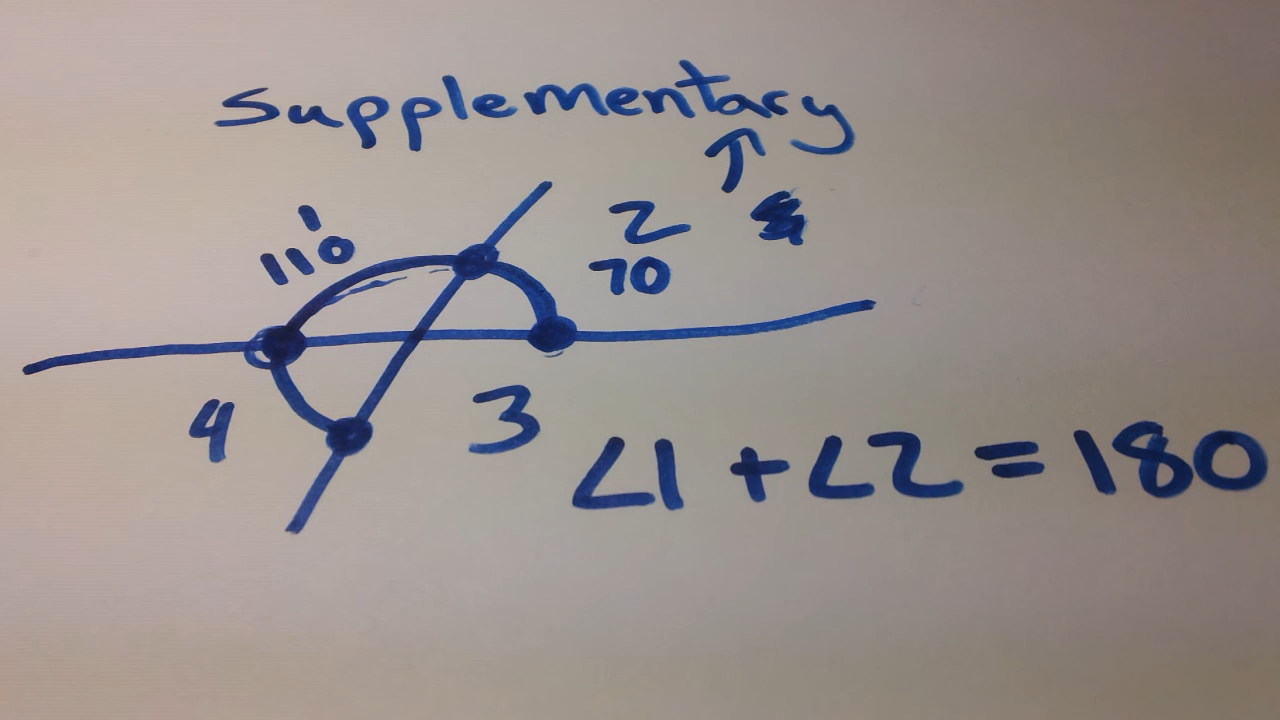 Supplementary
1 2
110 70
4 3
∠1 + ∠2 = 180